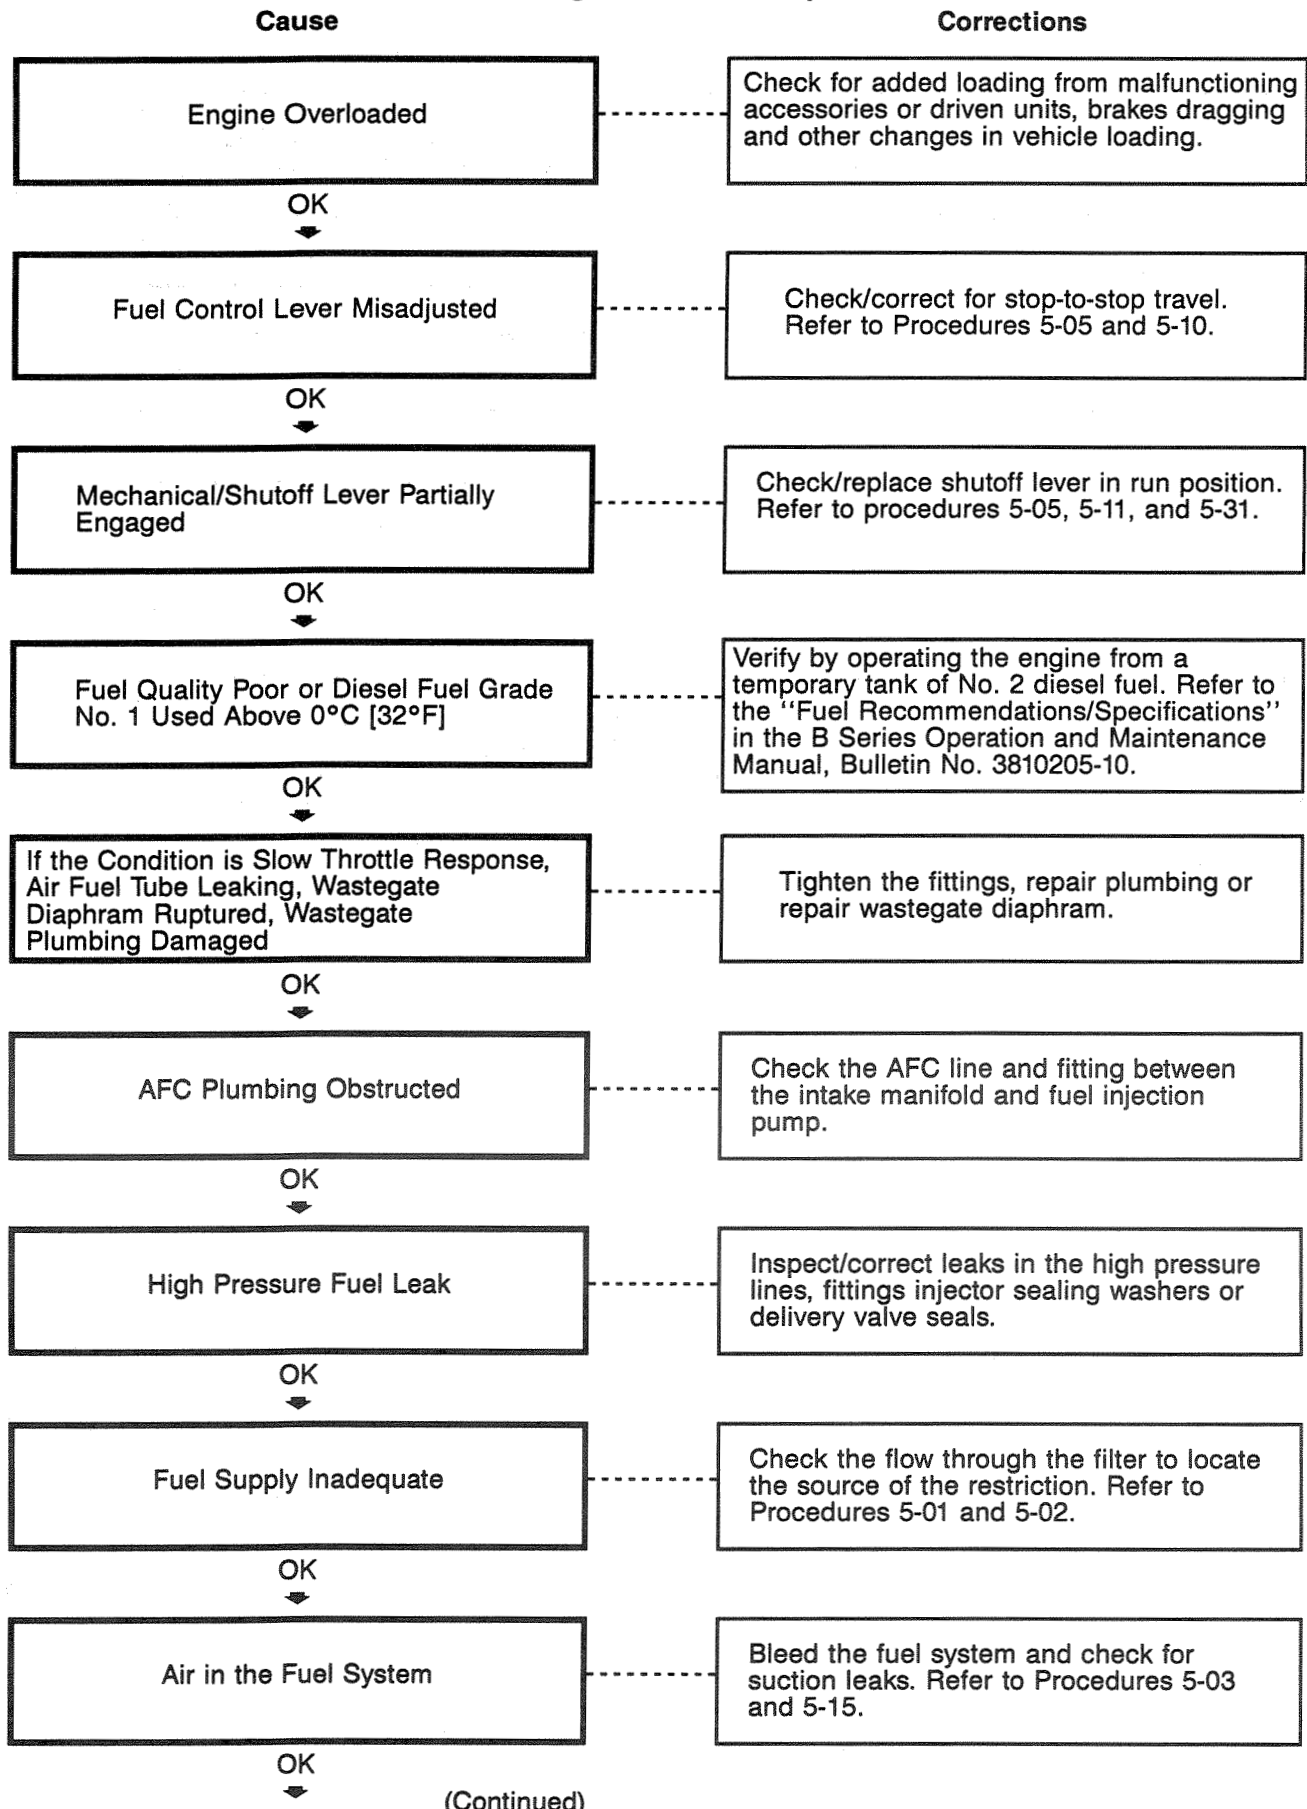 Cause
Corrections
Engine Overloaded
Check for added loading from malfunctioning
accessories or driven units, brakes dragging
and other changes in vehicle loading.
OK
Fuel Control Lever Misadjusted
Check/correct for stop-to-stop travel.
Refer to Procedures 5-05 and 5-10.
OK
Mechanical/Shutoff Lever Partially
Engaged
Check/replace shutoff lever in run position.
Refer to procedures 5-05, 5-11, and 5-31.
OK
Fuel Quality Poor or Diesel Fuel Grade
No. 1 Used Above 0°C [32°F]
Verify by operating the engine from a
temporary tank of No. 2 diesel fuel. Refer to
the "Fuel Recommendations/Specifications"
in the B Series Operation and Maintenance
Manual, Bulletin No. 3810205-10.
OK
If the Condition is Slow Throttle Response,
Air Fuel Tube Leaking, Wastegate
Diaphram Ruptured, Wastegate
Plumbing Damaged
Tighten the fittings, repair plumbing or
repair wastegate diaphram.
OK
AFC Plumbing Obstructed
Check the AFC line and fitting between
the intake manifold and fuel injection
pump.
OK
High Pressure Fuel Leak
Inspect/correct leaks in the high pressure
lines, fittings injector sealing washers or
delivery valve seals.
OK
Fuel Supply Inadequate
Check the flow through the filter to locate
the source of the restriction. Refer to
Procedures 5-01 and 5-02.
OK
Air in the Fuel System
Bleed the fuel system and check for
suction leaks. Refer to Procedures 5-03
and 5-15.
OK
(Continued)